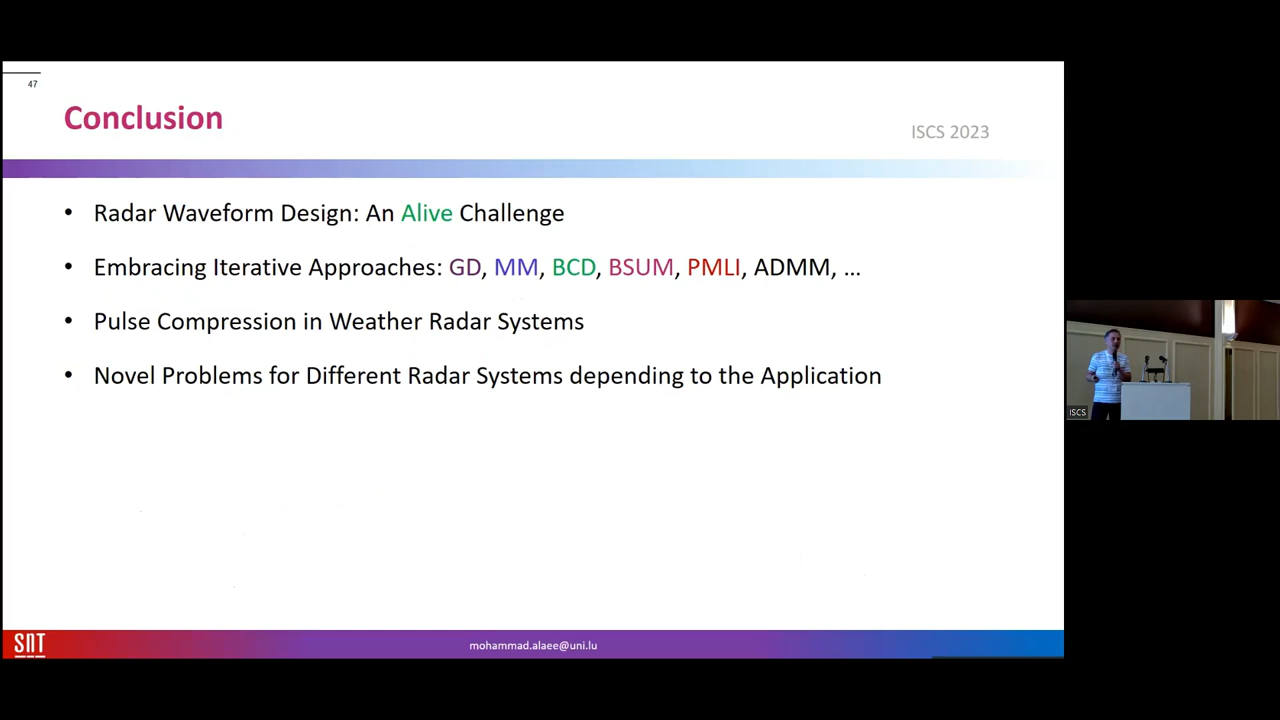 47
Conclusion
ISCS 2023
• Radar Waveform Design: An Alive Challenge
• Embracing Iterative Approaches: GD, MM, BCD, BSUM, PMLI, ADMM, ...
• Pulse Compression in Weather Radar Systems
• Novel Problems for Different Radar Systems depending to the Application
ISCS
SNT
mohammad.alaee@uni.lu